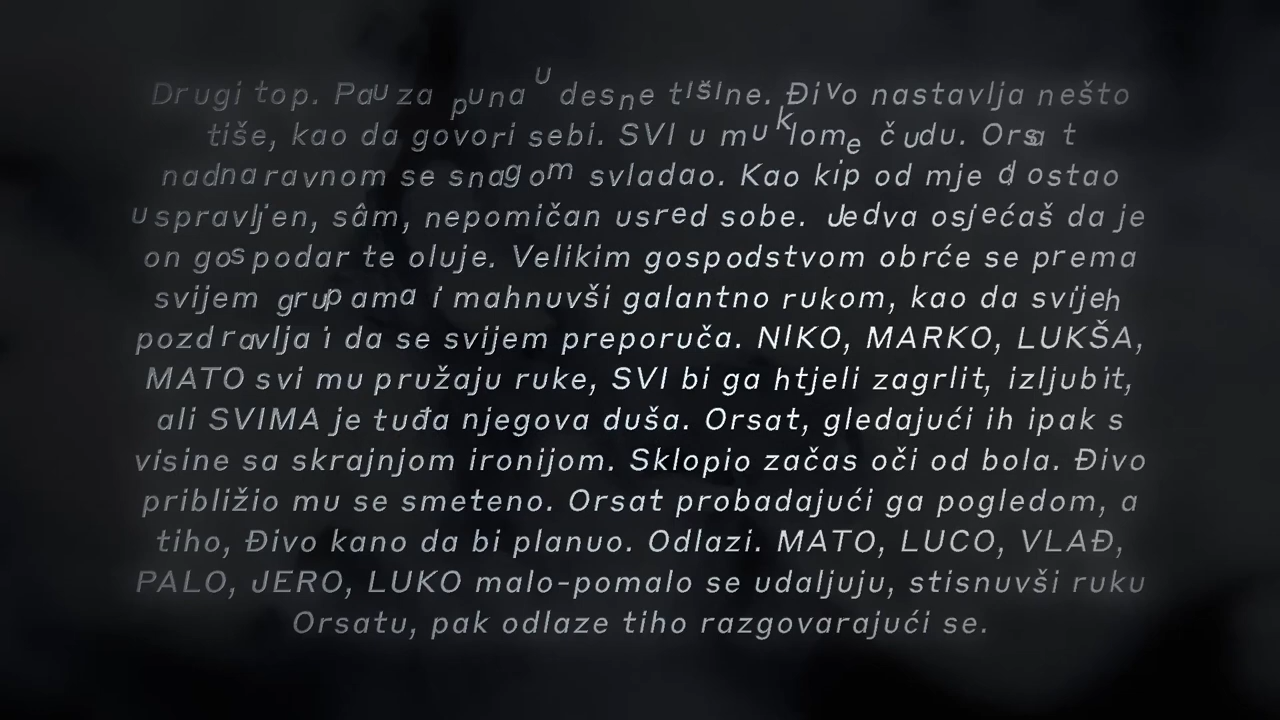 Drugi top. Pauza puna udesne tišine. Đivo nastavlja nešto
tiše, kao da govori sebi. SVI u muklome čudu. Orsat
nadnaravnom se snagom svladao. Kao kip od mjedi ostao
uspravljen, sâm, nepomičan usred sobe. Jedva osjećaš da je
on gospodar te oluje. Velikim gospodstvom obrće se prema
svijem grupama i mahnuvši galantno rukom, kao da svijeh
pozdravlja i da se svijem preporuča. NIKO, MARKO, LUKŠA,
MATO svi mu pružaju ruke, SVI bi ga htjeli zagrlit, izljubit,
ali SVIMA je tuđa njegova duša. Orsat, gledajući ih ipak s
visine sa skrajnjom ironijom. Sklopio začas oči od bola. Đivo
približio mu se smeteno. Orsat probadajući ga pogledom, a
tiho, Đivo kano da bi planuo. Odlazi. MATO, LUCO, VLAĐ,
PALO, JERO, LUKO malo-pomalo se udaljuju, stisnuvši ruku
Orsatu, pak odlaze tiho razgovarajući se.